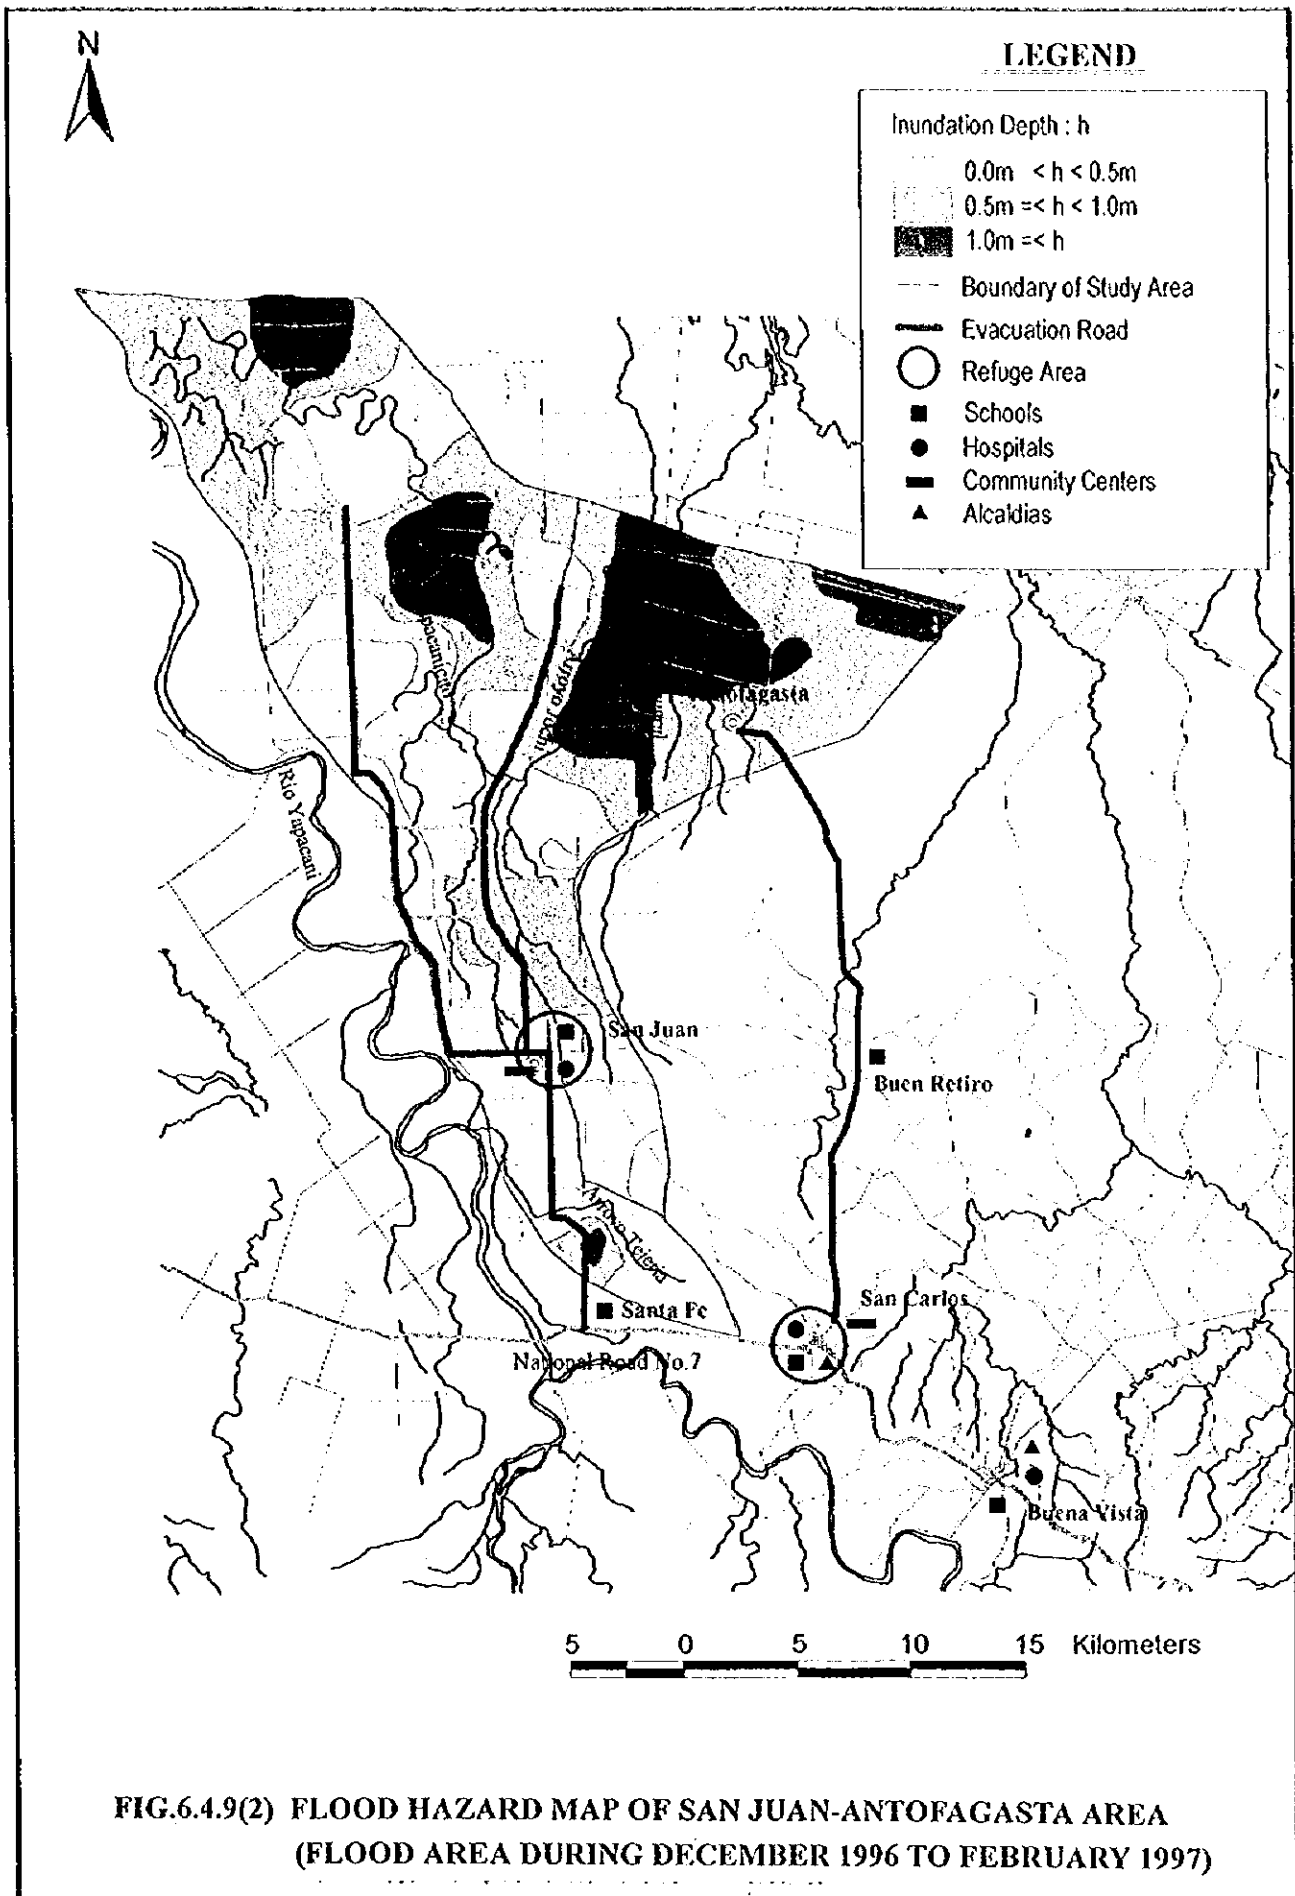 N
LEGEND
Inundation Depth : h
0.0m < h < 0.5m
0.5m =< h < 1.0m
1.0m =< h
Boundary of Study Area
Evacuation Road
Refuge Area
Schools
Hospitals
Community Centers
Alcaldias
Rio Yapacani
San Juan
Buen Retiro
Santa Fe
San Carlos
National Road No.7
Buena Vista
5 0 5 10 15 Kilometers
FIG.6.4.9(2) FLOOD HAZARD MAP OF SAN JUAN-ANTOFAGASTA AREA
(FLOOD AREA DURING DECEMBER 1996 TO FEBRUARY 1997)